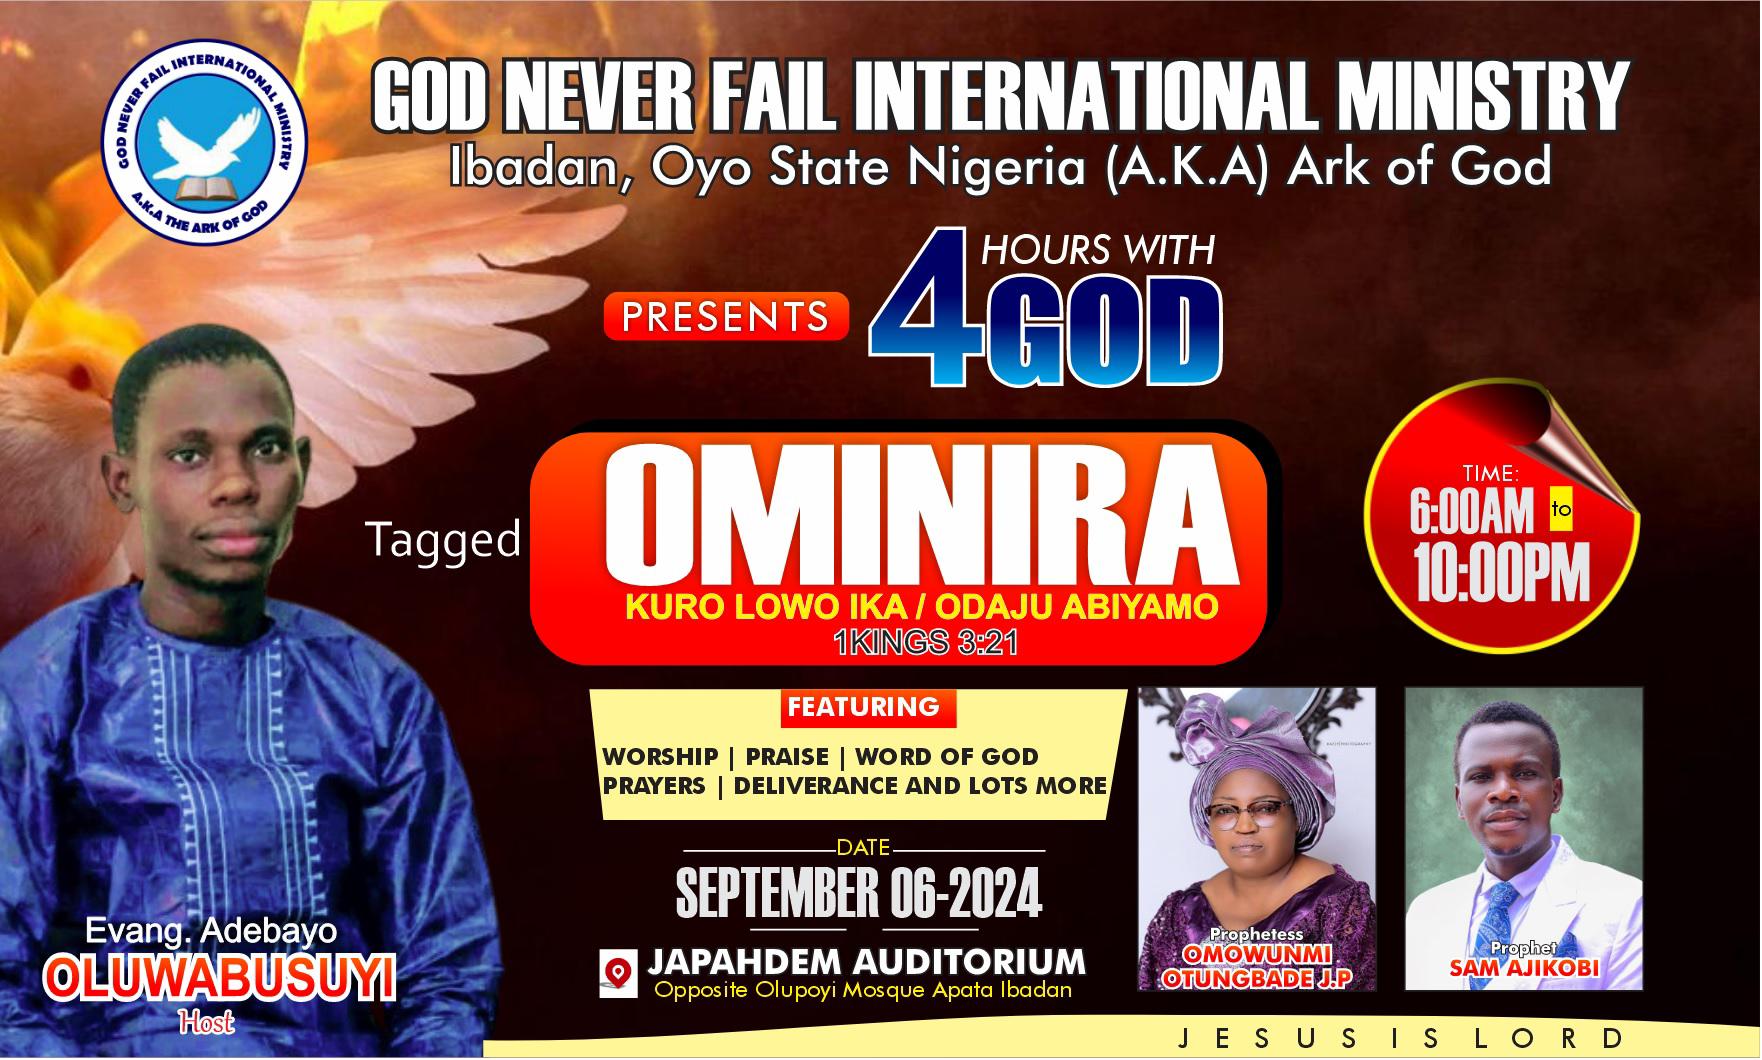 GOD NEVER FAIL INTERNATIONAL MINISTRY
A.K.A THE ARK OF GOD
GOD NEVER FAIL INTERNATIONAL MINISTRY
Ibadan, Oyo State Nigeria (A.K.A) Ark of God
PRESENTS
4 HOURS WITH
GOD
Tagged
OMINIRA
KURO LOWO IKA / ODAJU ABIYAMO
1KINGS 3:21
TIME:
6:00AM to
10:00PM
FEATURING
WORSHIP | PRAISE | WORD OF GOD
PRAYERS | DELIVERANCE AND LOTS MORE
DATE
SEPTEMBER 06-2024
JAPAHDEM AUDITORIUM
Opposite Olupoyi Mosque Apata Ibadan
Evang. Adebayo
OLUWABUSUYI
Host
Prophetess
OMOWUNMI
OTUNGBADE J.P
Prophet
SAM AJIKOBI
JESUS IS LORD